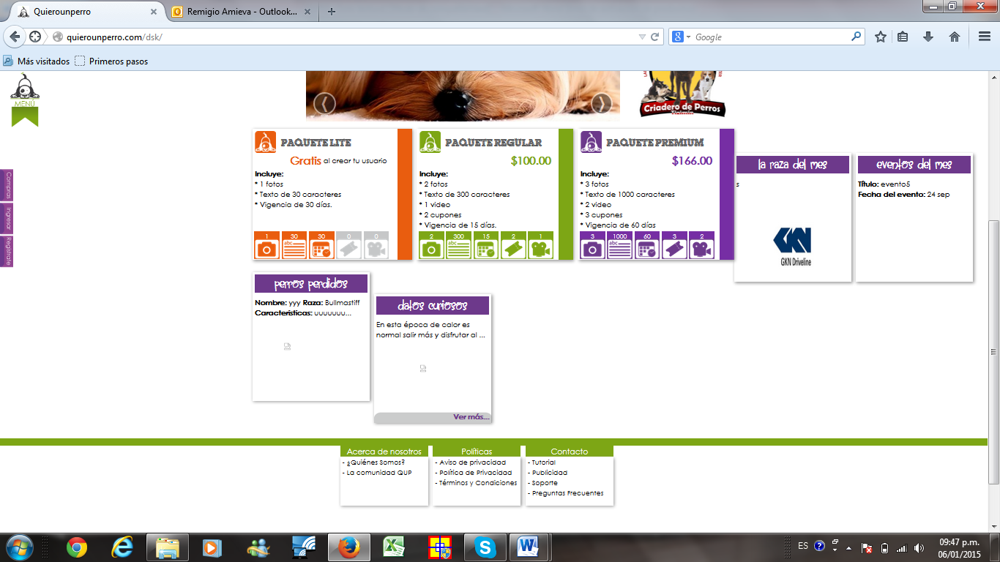 Quierounperro
Remigio Amieva - Outlook...
quierounperro.com/dsk/
Google
Más visitados
Primeros pasos
MENÚ
Criadero de Perros
Compras
Ingresar
Regístrate
PAQUETE LITE
Gratis al crear tu usuario
Incluye:
* 1 fotos
* Texto de 30 caracteres
* Vigencia de 30 días.
1 30 30 0 0
abc
PAQUETE REGULAR
$100.00
Incluye:
* 2 fotos
* Texto de 300 caracteres
* 1 video
* 2 cupones
* Vigencia de 15 días.
2 300 15 2 1
abc
PAQUETE PREMIUM
$166.00
Incluye:
* 3 fotos
* Texto de 1000 caracteres
* 2 video
* 3 cupones
* Vigencia de 60 días
3 1000 60 3 2
abc
la raza del mes
s
GKN Driveline
eventos del mes
Título: evento5
Fecha del evento: 24 sep
perros perdidos
Nombre: yyy Raza: Bullmastiff
Caracteristicas: uuuuuuu...
datos curiosos
En esta época de calor es
normal salir más y disfrutar al ...
Ver más...
Acerca de nosotros
- ¿Quiénes Somos?
- La comunidad QUP
Políticas
- Aviso de privacidad
- Política de Privacidad
- Términos y Condiciones
Contacto
- Tutorial
- Publicidad
- Soporte
- Preguntas Frecuentes
ES
09:47 p.m.
06/01/2015